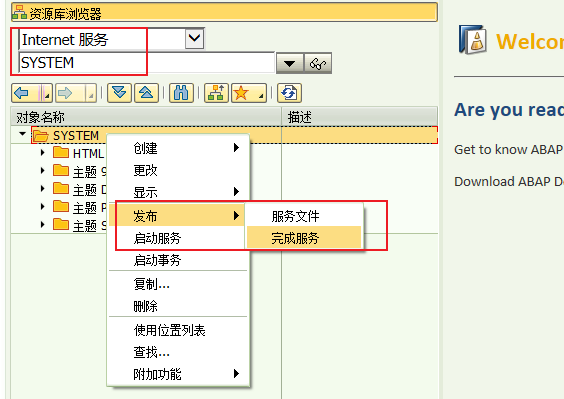 资源库浏览器
Internet 服务
SYSTEM
对象名称
描述
SYSTEM
HTML
主题 9
主题 D
主题 P
主题 S
创建
更改
显示
发布
启动服务
启动事务
复制...
删除
使用位置列表
查找...
附加功能
服务文件
完成服务
Welcom
Are you read
Get to know ABAP
Download ABAP De